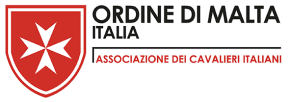 ORDINE DI MALTA
ITALIA
ASSOCIAZIONE DEI CAVALIERI ITALIANI